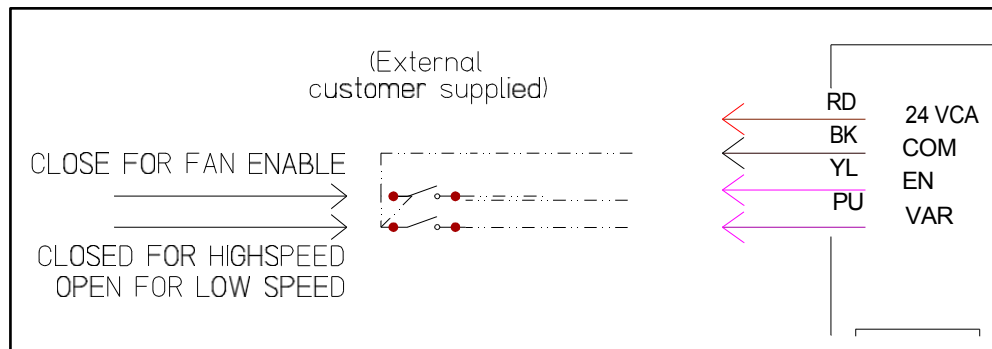 (External
customer supplied)
RD
24 VCA
BK
COM
CLOSE FOR FAN ENABLE
YL
EN
PU
VAR
CLOSED FOR HIGHSPEED
OPEN FOR LOW SPEED